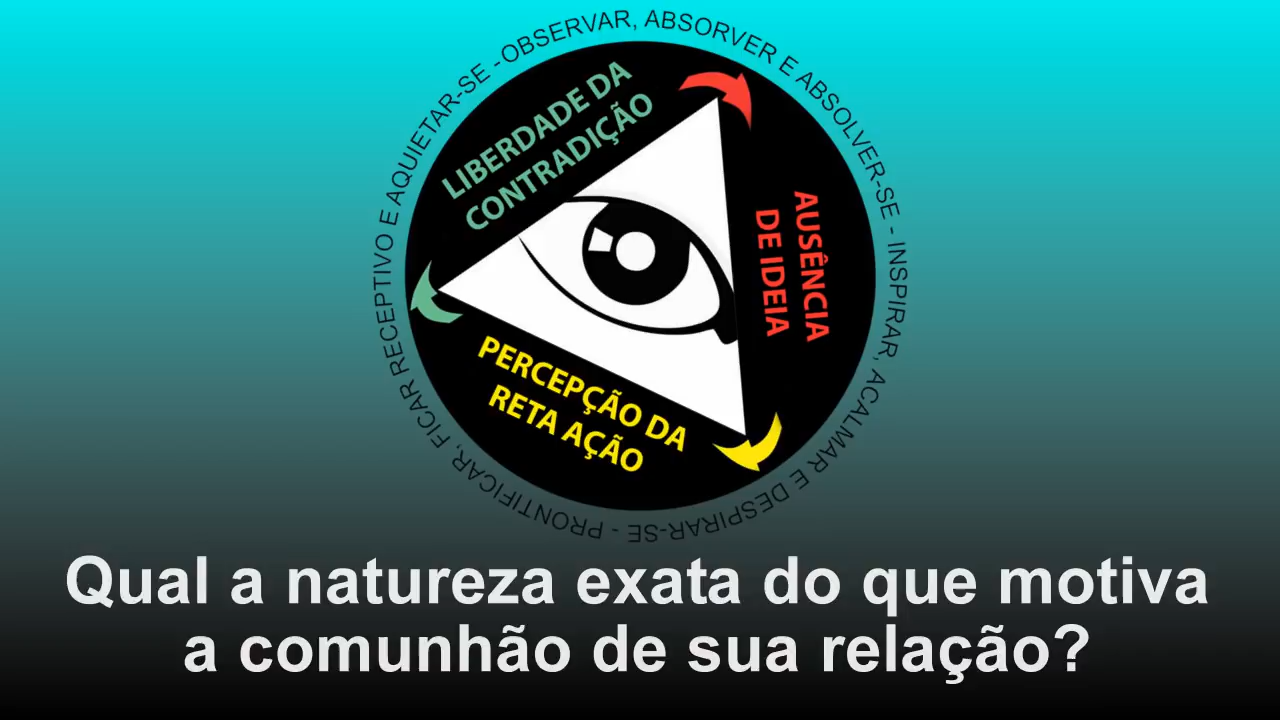 OBSERVAR, ABSORVER E ABSOLVER-SE - INSPIRAR, ACALMAR E DESPIRAR-SE - PRONTIFICAR, FICAR RECEPTIVO E AQUIETAR-SE -
LIBERDADE DA
CONTRADIÇÃO
AUSÊNCIA
DE IDEIA
PERCEPÇÃO DA
RETA AÇÃO
Qual a natureza exata do que motiva
a comunhão de sua relação?